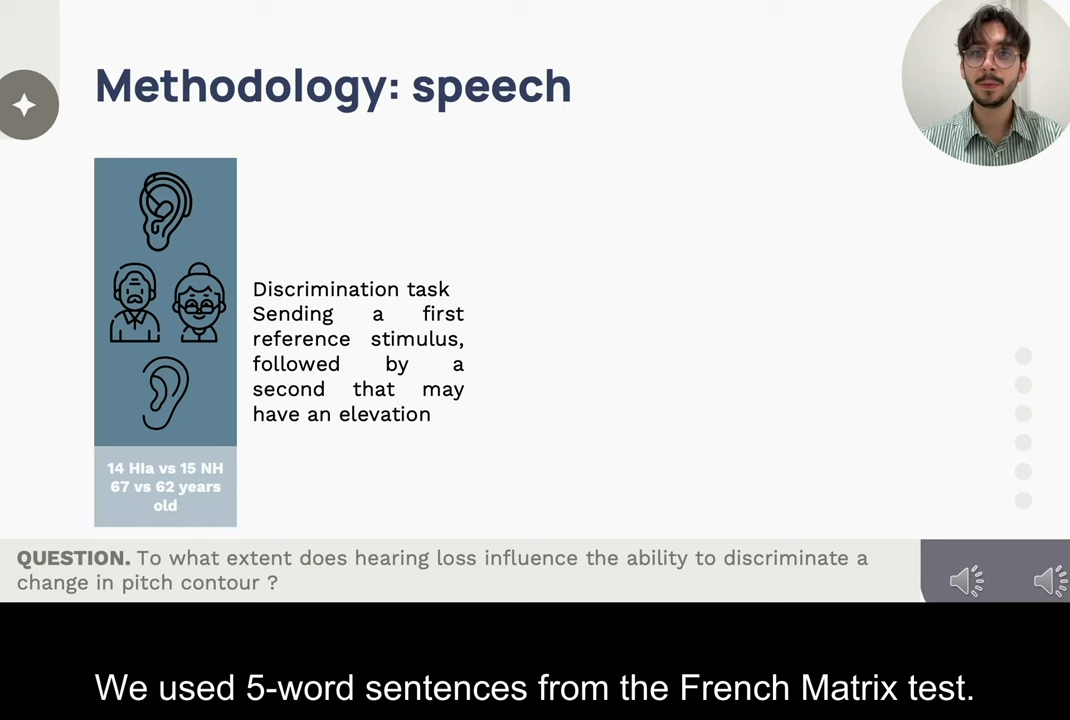 Methodology: speech
Discrimination task
Sending a first
reference stimulus,
followed by a
second that may
have an elevation
14 HIa vs 15 NH
67 vs 62 years
old
QUESTION. To what extent does hearing loss influence the ability to discriminate a
change in pitch contour ?
We used 5-word sentences from the French Matrix test.